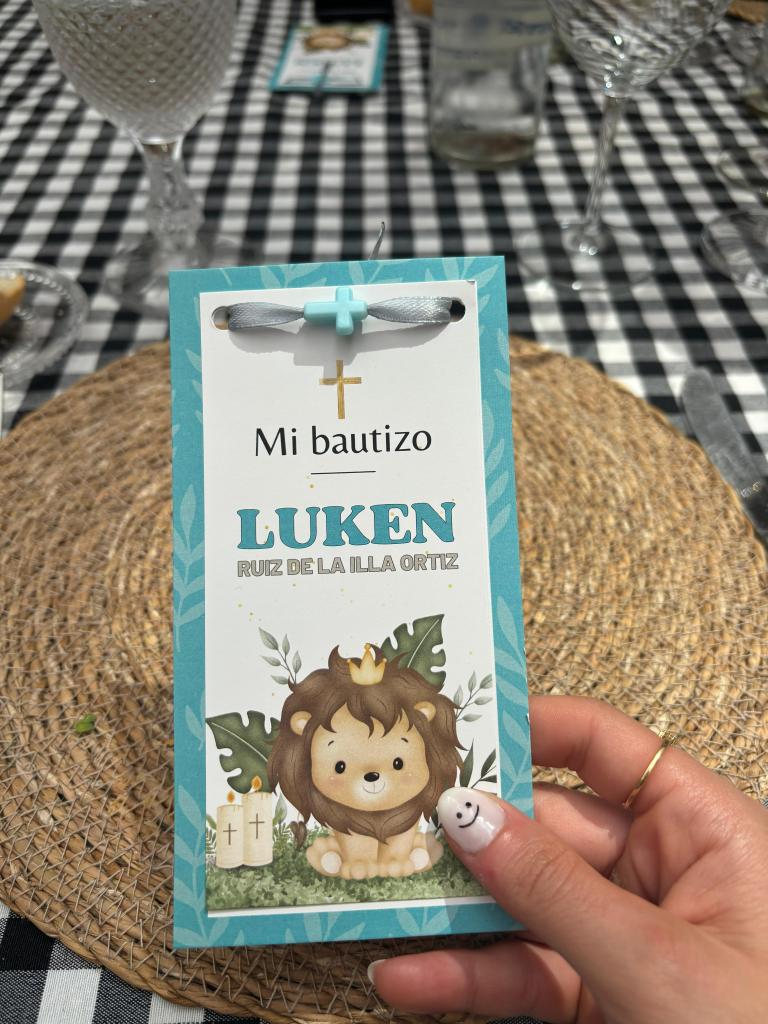 Mi bautizo
LUKEN
RUIZ DE LA ILLA ORTIZ